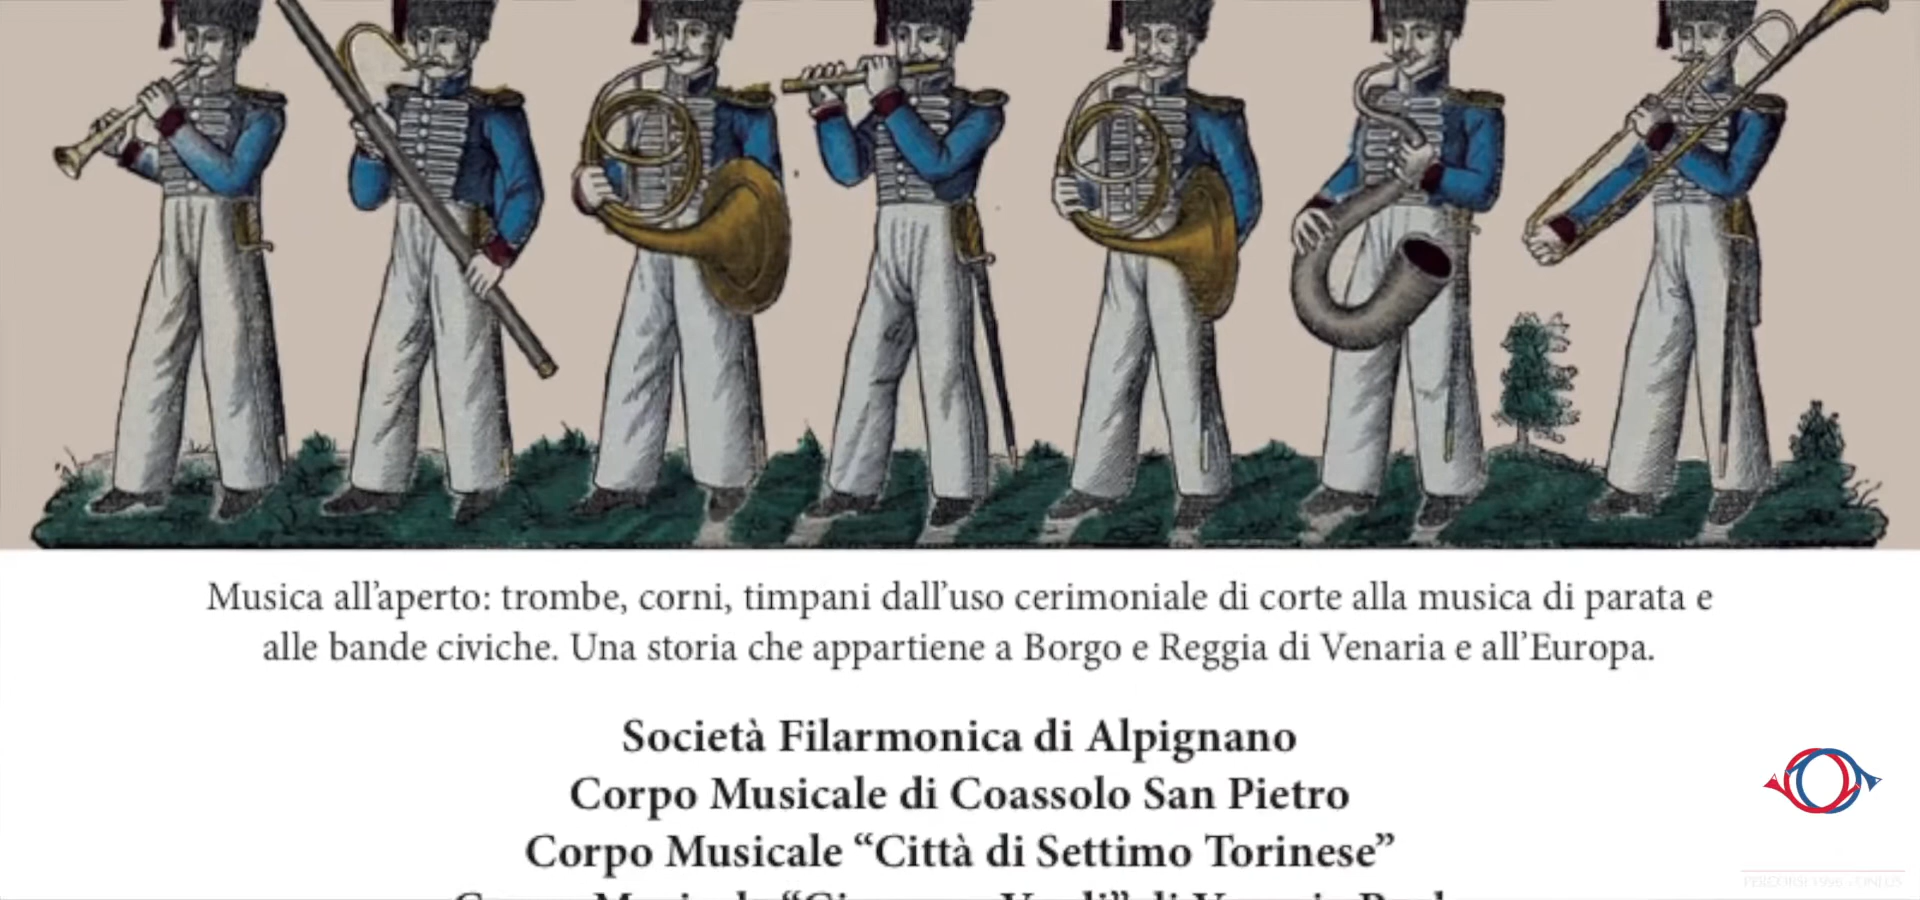 Musica all’aperto: trombe, corni, timpani dall’uso cerimoniale di corte alla musica di parata e
alle bande civiche. Una storia che appartiene a Borgo e Reggia di Venaria e all’Europa.
Società Filarmonica di Alpignano
Corpo Musicale di Coassolo San Pietro
Corpo Musicale “Città di Settimo Torinese”